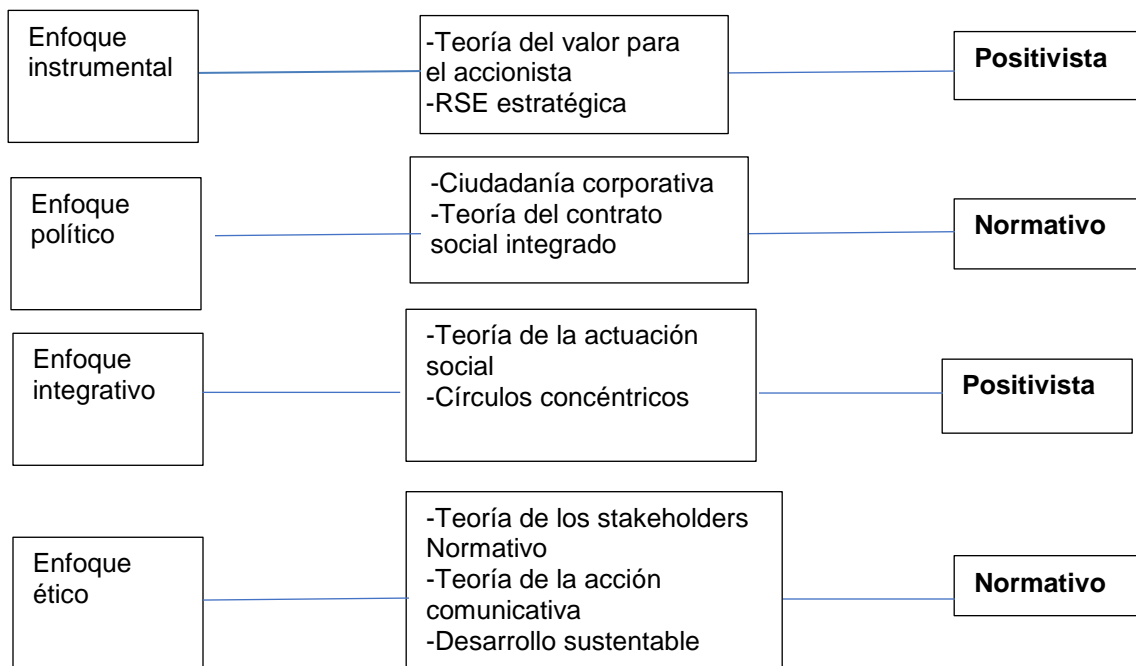 Enfoque
instrumental
-Teoría del valor para
el accionista
-RSE estratégica
Positivista
Enfoque
político
-Ciudadanía corporativa
-Teoría del contrato
social integrado
Normativo
Enfoque
integrativo
-Teoría de la actuación
social
-Círculos concéntricos
Positivista
Enfoque
ético
-Teoría de los stakeholders
Normativo
-Teoría de la acción
comunicativa
-Desarrollo sustentable
Normativo